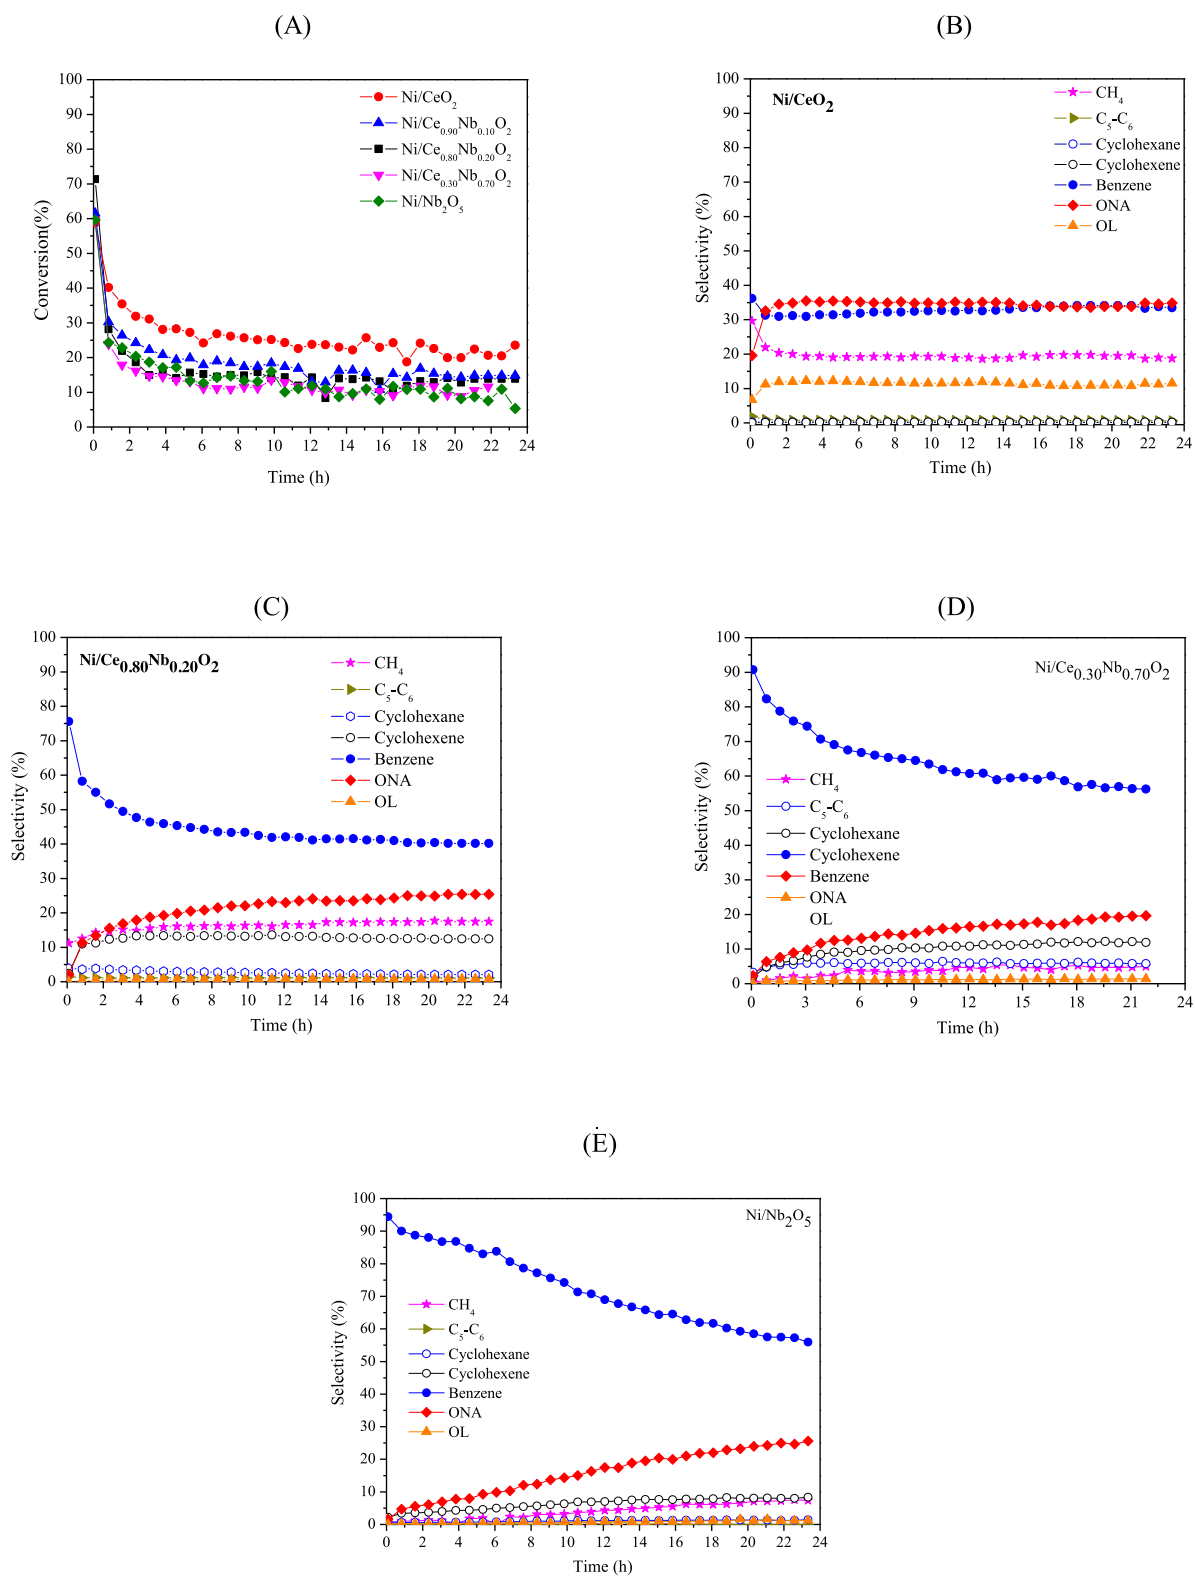 (A)
100
90
80
70
60
50
40
30
20
10
0
Conversion(%)
Ni/CeO2
Ni/Ce0.90Nb0.10O2
Ni/Ce0.80Nb0.20O2
Ni/Ce0.30Nb0.70O2
Ni/Nb2O5
0 2 4 6 8 10 12 14 16 18 20 22 24
Time (h)
(B)
Ni/CeO2
100
90
80
70
60
50
40
30
20
10
0
Selectivity (%)
CH4
C5-C6
Cyclohexane
Cyclohexene
Benzene
ONA
OL
0 2 4 6 8 10 12 14 16 18 20 22 24
Time (h)
(C)
Ni/Ce0.80Nb0.20O2
100
90
80
70
60
50
40
30
20
10
0
Selectivity (%)
CH4
C5-C6
Cyclohexane
Cyclohexene
Benzene
ONA
OL
0 2 4 6 8 10 12 14 16 18 20 22 24
Time (h)
(D)
Ni/Ce0.30Nb0.70O2
100
90
80
70
60
50
40
30
20
10
0
Selectivity (%)
CH4
C5-C6
Cyclohexane
Cyclohexene
Benzene
ONA
OL
0 3 6 9 12 15 18 21 24
Time (h)
(E)
Ni/Nb2O5
100
90
80
70
60
50
40
30
20
10
0
Selectivity (%)
CH4
C5-C6
Cyclohexane
Cyclohexene
Benzene
ONA
OL
0 2 4 6 8 10 12 14 16 18 20 22 24
Time (h)